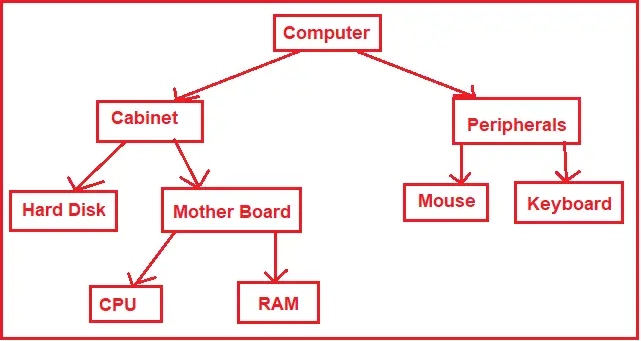 Computer
Cabinet
Peripherals
Hard Disk
Mother Board
Mouse
Keyboard
CPU
RAM